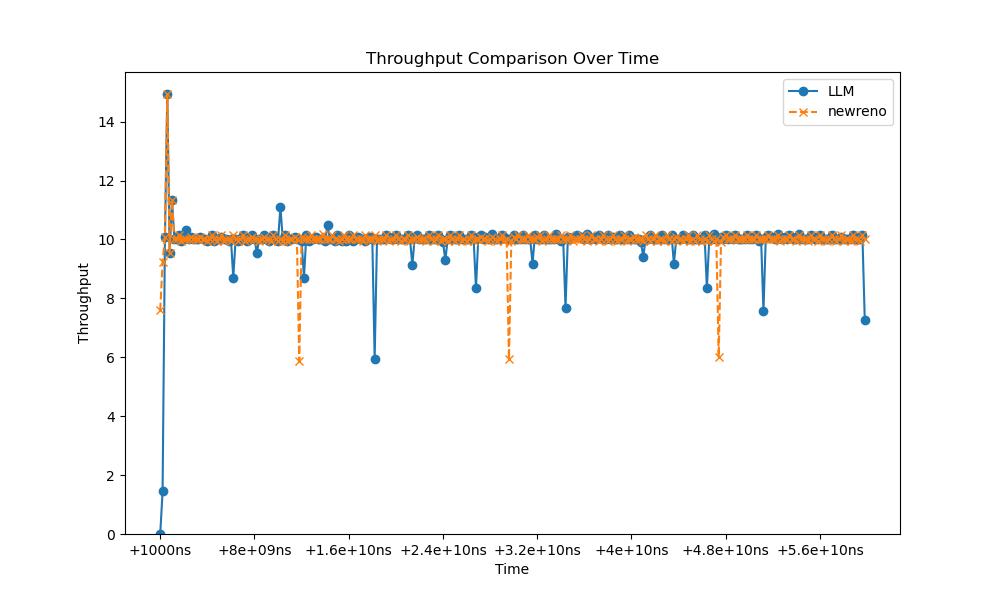 Throughput Comparison Over Time
LLM
newreno
Throughput
14
12
10
8
6
4
2
0
+1000ns +8e+09ns +1.6e+10ns +2.4e+10ns +3.2e+10ns +4e+10ns +4.8e+10ns +5.6e+10ns
Time